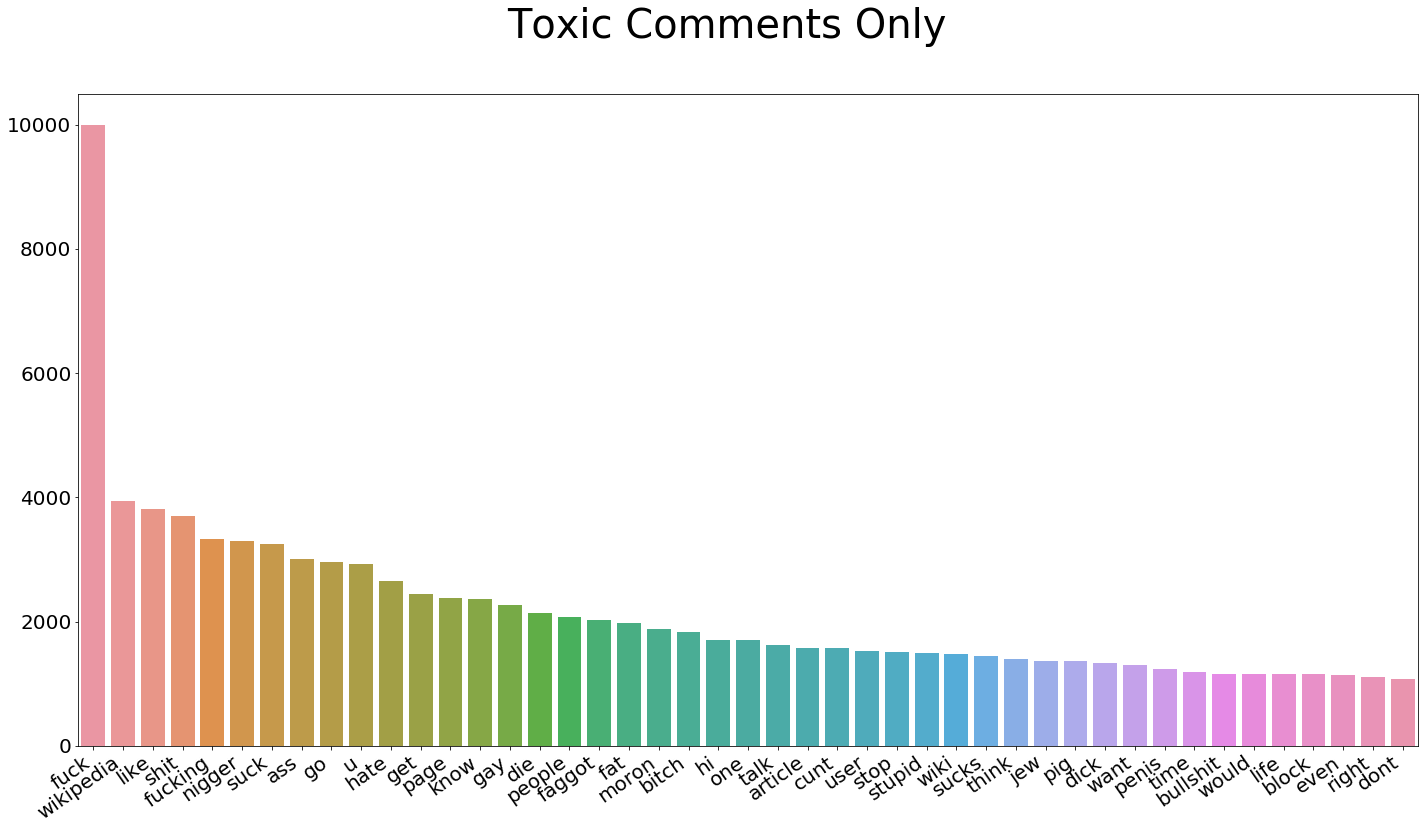 Toxic Comments Only
10000
8000
6000
4000
2000
0
fuck
wikipedia
like
shit
fucking
nigger
suck
ass
go
u
hate
get
page
know
gay
die
people
faggot
fat
moron
bitch
hi
one
talk
article
cunt
user
stop
stupid
wiki
sucks
think
jew
pig
dick
want
penis
time
bullshit
would
life
block
even
right
dont